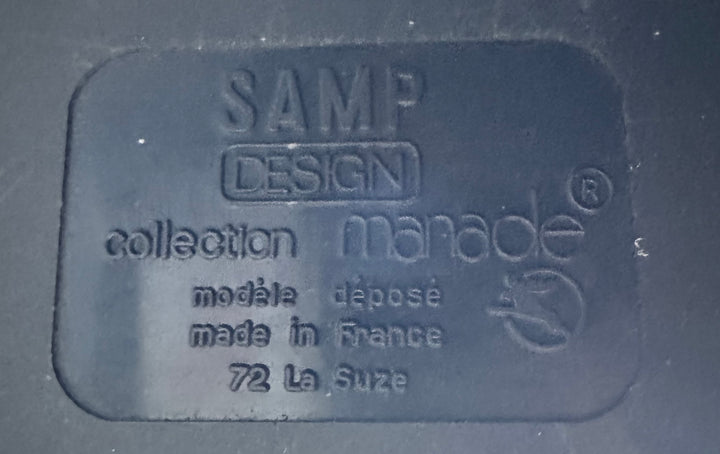 SAMP
DESIGN
collection manade®
modèle déposé
made in France
72 La Suze